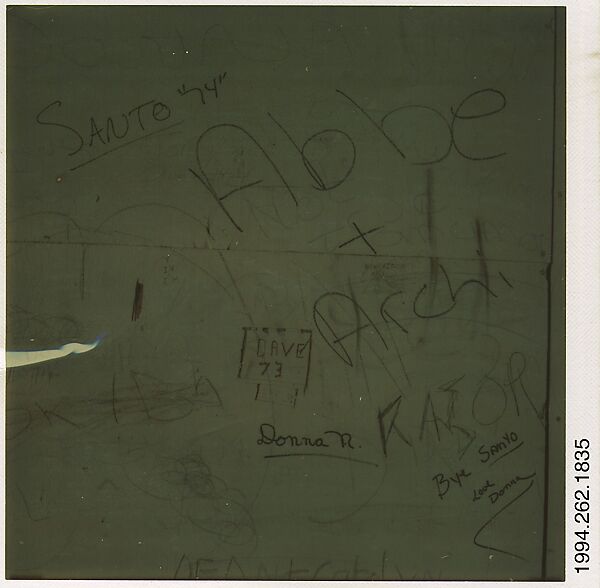 SANTO "74"
Abbe
+
Archi
DAVE
73
Donna N.
RAZOR
Bye SANTO
Love
Donna
1994.262.1835